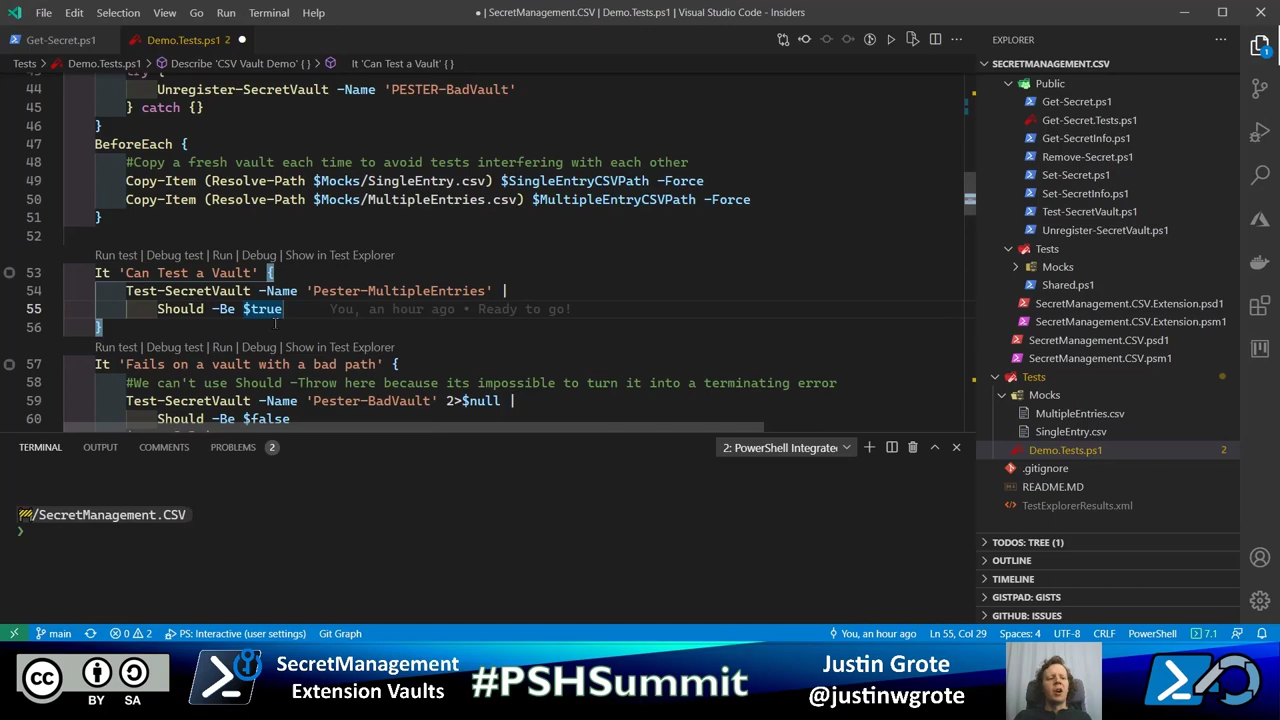 File Edit Selection View Go Run Terminal Help
● | SecretManagement.CSV | Demo.Tests.ps1 | Visual Studio Code - Insiders
Get-Secret.ps1
Demo.Tests.ps1 2 ●
Tests > Demo.Tests.ps1 > Describe 'CSV Vault Demo' { } > It 'Can Test a Vault' { }
44 Unregister-SecretVault -Name 'PESTER-BadVault'
45 } catch {}
46 }
47 BeforeEach {
48 #Copy a fresh vault each time to avoid tests interfering with each other
49 Copy-Item (Resolve-Path $Mocks/SingleEntry.csv) $SingleEntryCSVPath -Force
50 Copy-Item (Resolve-Path $Mocks/MultipleEntries.csv) $MultipleEntryCSVPath -Force
51 }
52
Run test | Debug test | Run | Debug | Show in Test Explorer
53 It 'Can Test a Vault' {
54 Test-SecretVault -Name 'Pester-MultipleEntries' |
55 Should -Be $true You, an hour ago • Ready to go!
56 }
Run test | Debug test | Run | Debug | Show in Test Explorer
57 It 'Fails on a vault with a bad path' {
58 #We can't use Should -Throw here because its impossible to turn it into a terminating error
59 Test-SecretVault -Name 'Pester-BadVault' 2>$null |
60 Should -Be $false
TERMINAL OUTPUT COMMENTS PROBLEMS 2
2: PowerShell Integrated
/SecretManagement.CSV
❯
EXPLORER
SECRETMANAGEMENT.CSV
Public
Get-Secret.ps1
Get-Secret.Tests.ps1
Get-SecretInfo.ps1
Remove-Secret.ps1
Set-Secret.ps1
Set-SecretInfo.ps1
Test-SecretVault.ps1
Unregister-SecretVault.ps1
Tests
Mocks
Shared.ps1
SecretManagement.CSV.Extension.psd1
SecretManagement.CSV.Extension.psm1
SecretManagement.CSV.psd1
SecretManagement.CSV.psm1
Tests
Mocks
MultipleEntries.csv
SingleEntry.csv
Demo.Tests.ps1 2
.gitignore
README.MD
TestExplorerResults.xml
TODOS: TREE (1)
OUTLINE
TIMELINE
GISTPAD: GISTS
GITHUB: ISSUES
1
main 0 2 PS: Interactive (user settings) Git Graph
You, an hour ago Ln 55, Col 29 Spaces: 4 UTF-8 CRLF PowerShell 7.1
cc
BY SA
SecretManagement
Extension Vaults
#PSHSummit
Justin Grote
@justinwgrote